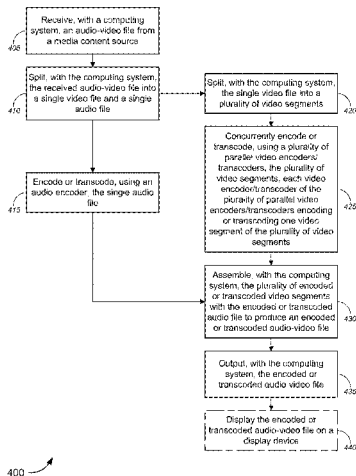 Receive, with a computing
system, an audio-video file from
a media content source
405
Split, with the computing system,
the received audio-video file into
a single video file and a single
audio file
410
Split, with the computing
system, the single video file into
a plurality of video segments
420
Encode or transcode, using an
audio encoder, the single audio
file
415
Concurrently encode or
transcode, using a plurality of
parallel video encoders/
transcoders, the plurality of
video segments, each video
encoder/transcoder of the
plurality of parallel video
encoders/transcoders encoding
or transcoding one video
segment of the plurality of video
segments
425
Assemble, with the computing
system, the plurality of encoded
or transcoded video segments
with the encoded or transcoded
audio file to produce an encoded
or transcoded audio-video file
430
Output, with the computing
system, the encoded or
transcoded audio video file
435
Display the encoded or
transcoded audio-video file on a
display device
440
400